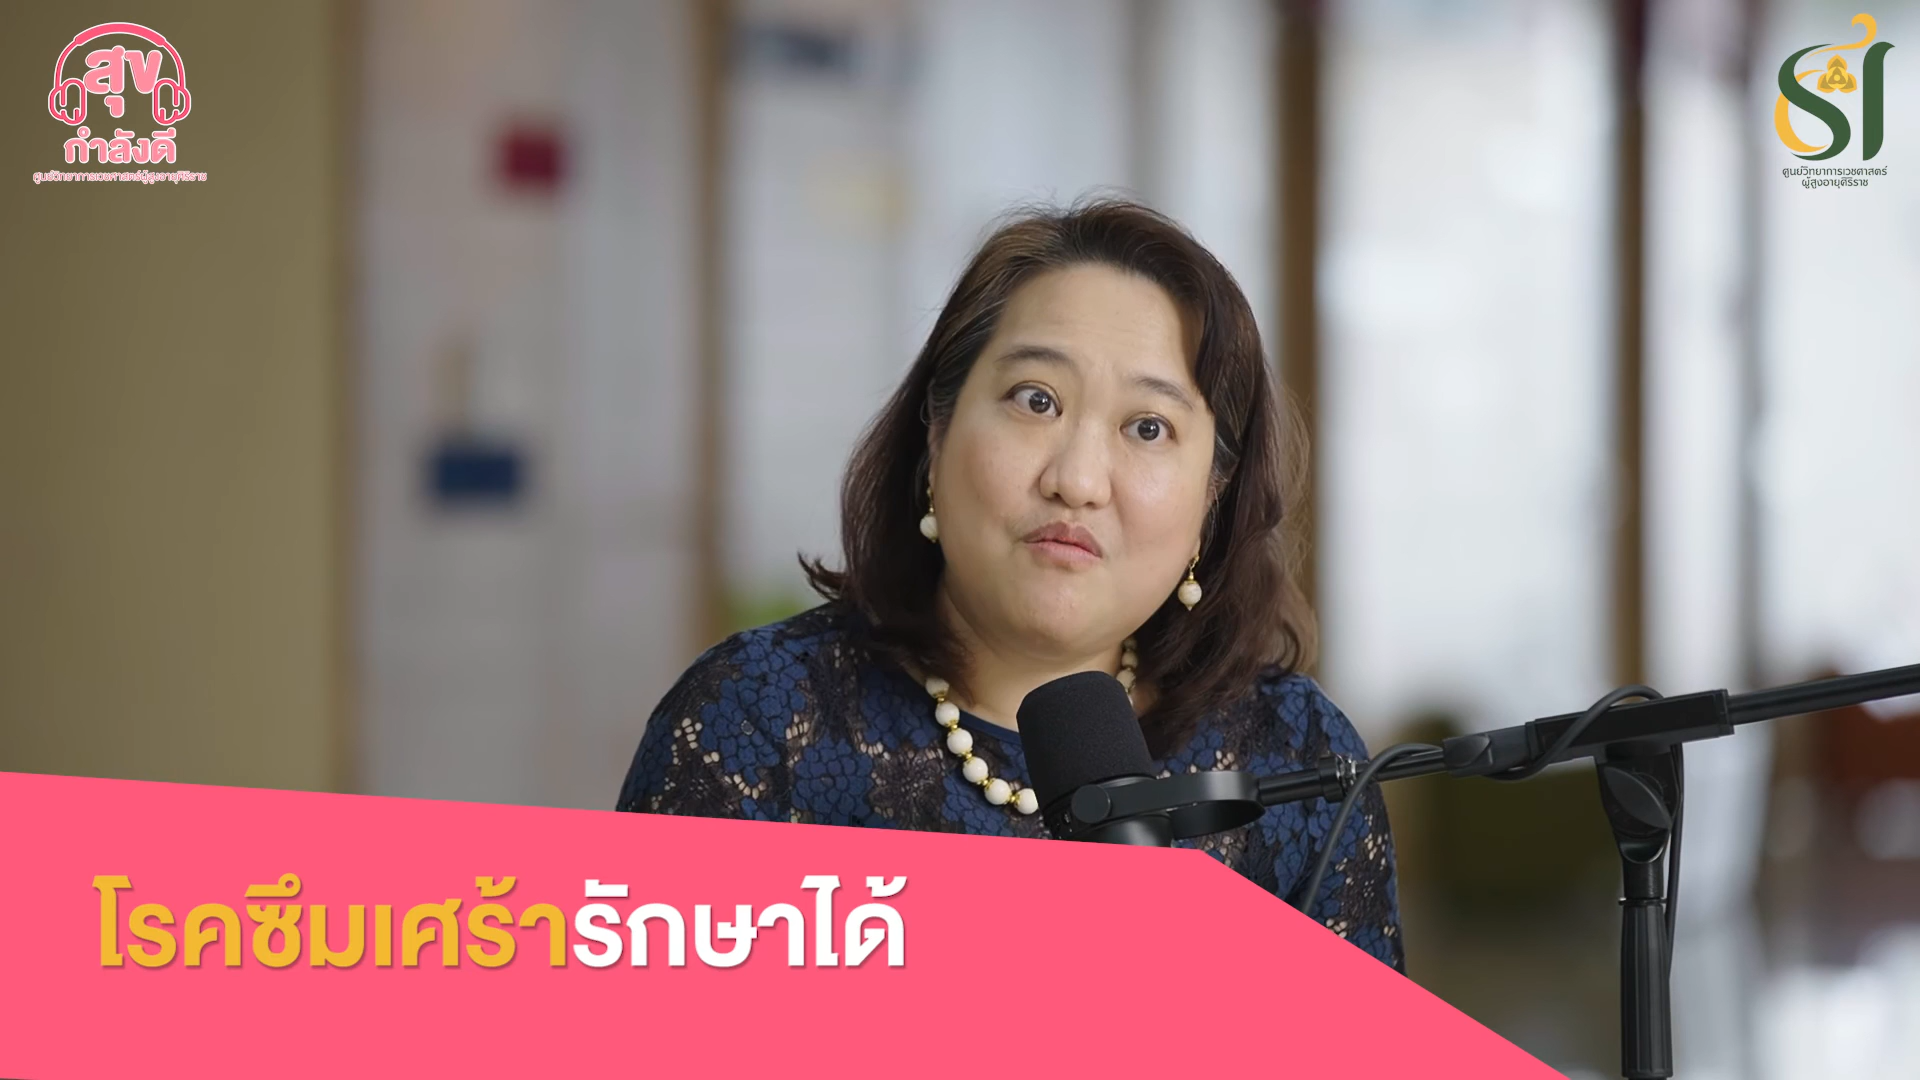 สุข
กำลังดี
ศูนย์วิทยาการเวชศาสตร์ผู้สูงอายุศิริราช
ศูนย์วิทยาการเวชศาสตร์
ผู้สูงอายุศิริราช
โรคซึมเศร้ารักษาได้